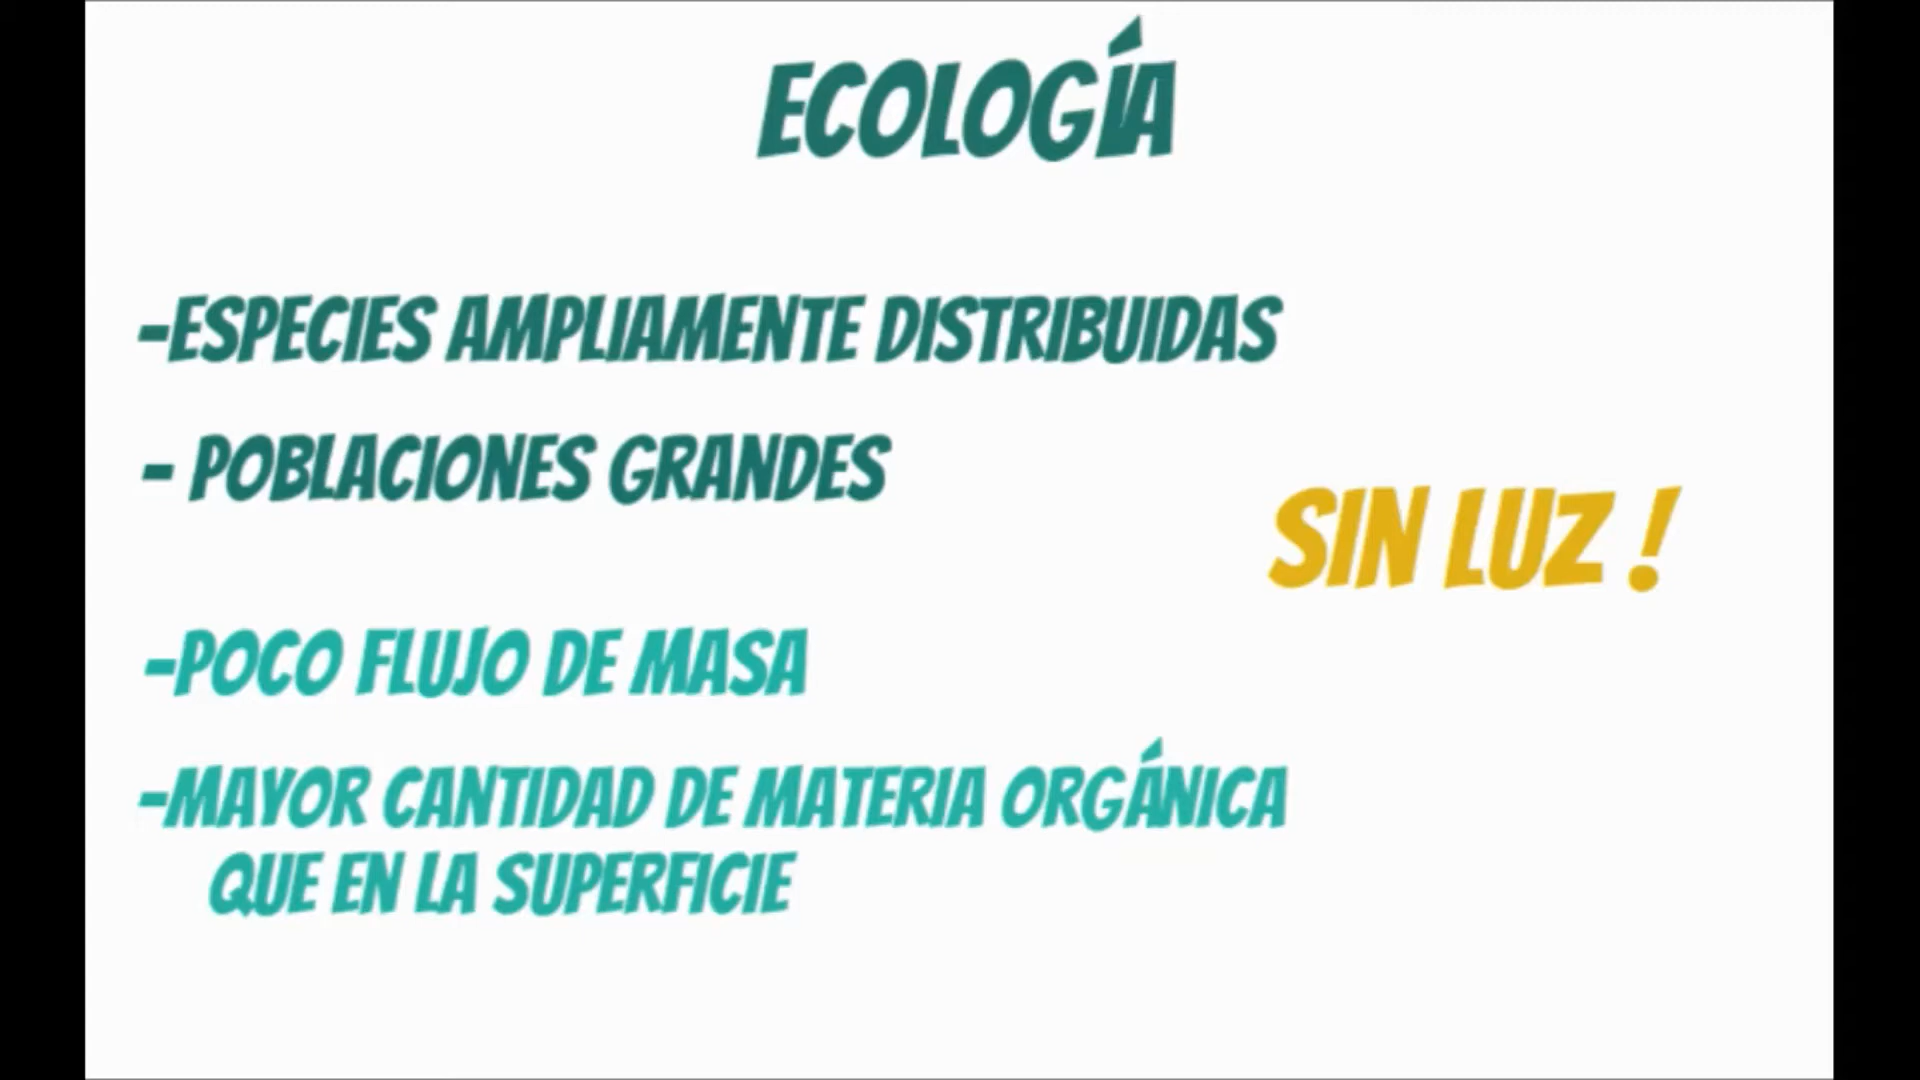 ECOLOGÍA
-ESPECIES AMPLIAMENTE DISTRIBUIDAS
- POBLACIONES GRANDES
SIN LUZ !
-POCO FLUJO DE MASA
-MAYOR CANTIDAD DE MATERIA ORGÁNICA
QUE EN LA SUPERFICIE